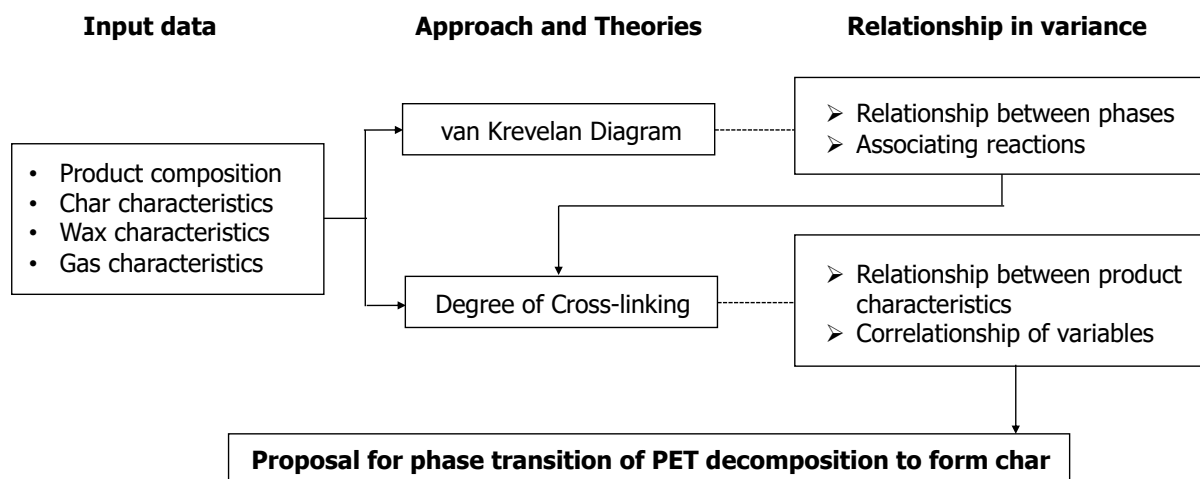 Input data
Approach and Theories
Relationship in variance
• Product composition
• Char characteristics
• Wax characteristics
• Gas characteristics
van Krevelan Diagram
➢ Relationship between phases
➢ Associating reactions
Degree of Cross-linking
➢ Relationship between product
characteristics
➢ Correlationship of variables
Proposal for phase transition of PET decomposition to form char